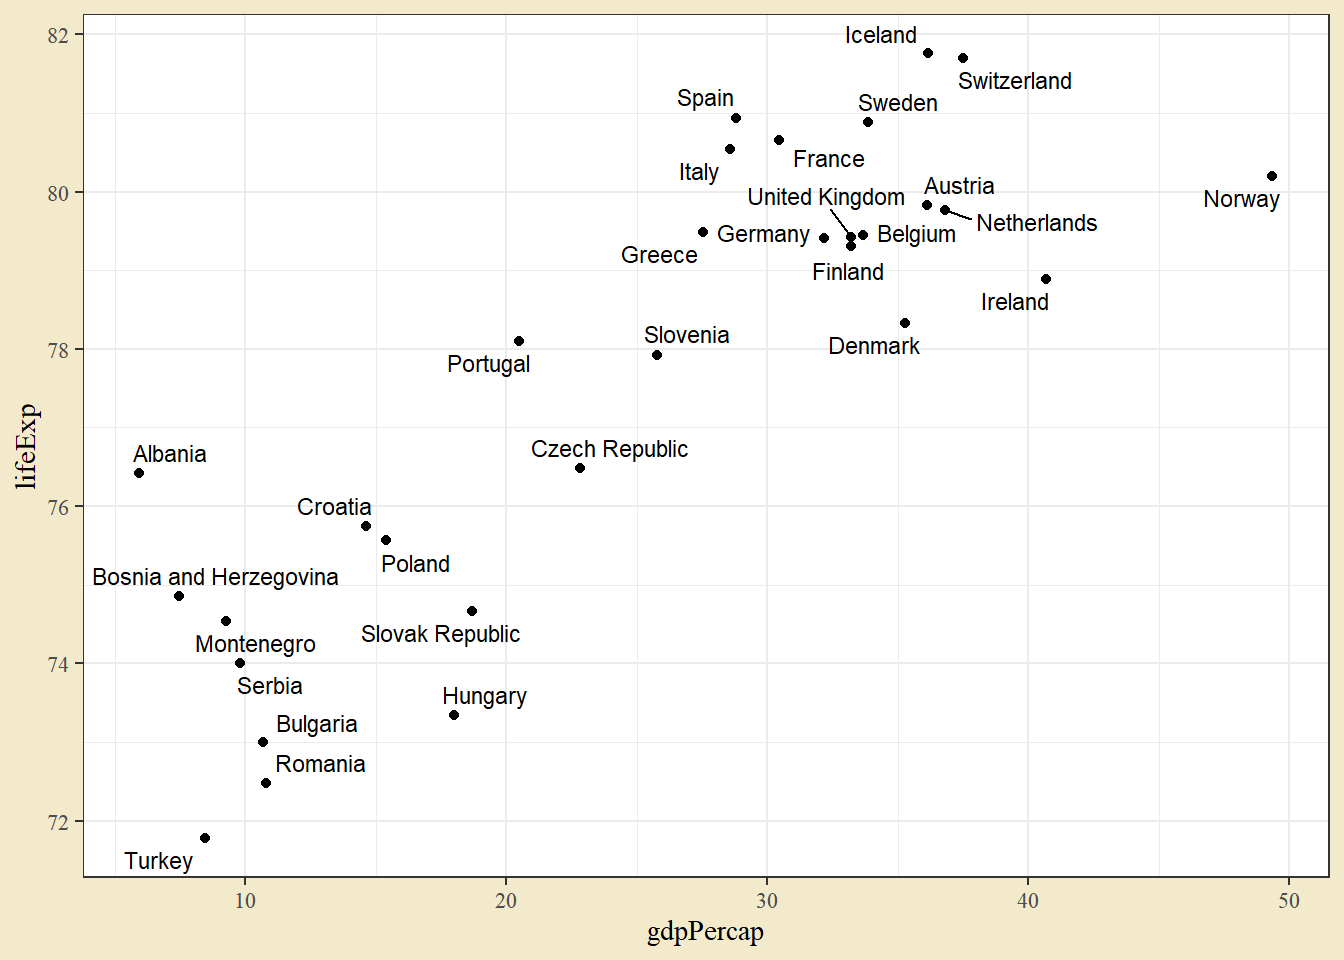 82
Iceland
Switzerland
Spain
Sweden
Italy
France
80
United Kingdom
Austria
Norway
Netherlands
Germany
Belgium
Greece
Finland
Ireland
Slovenia
Denmark
78
Portugal
Czech Republic
Albania
lifeExp
76
Croatia
Poland
Bosnia and Herzegovina
Slovak Republic
Montenegro
74
Serbia
Hungary
Bulgaria
Romania
72
Turkey
10
20
30
40
50
gdpPercap